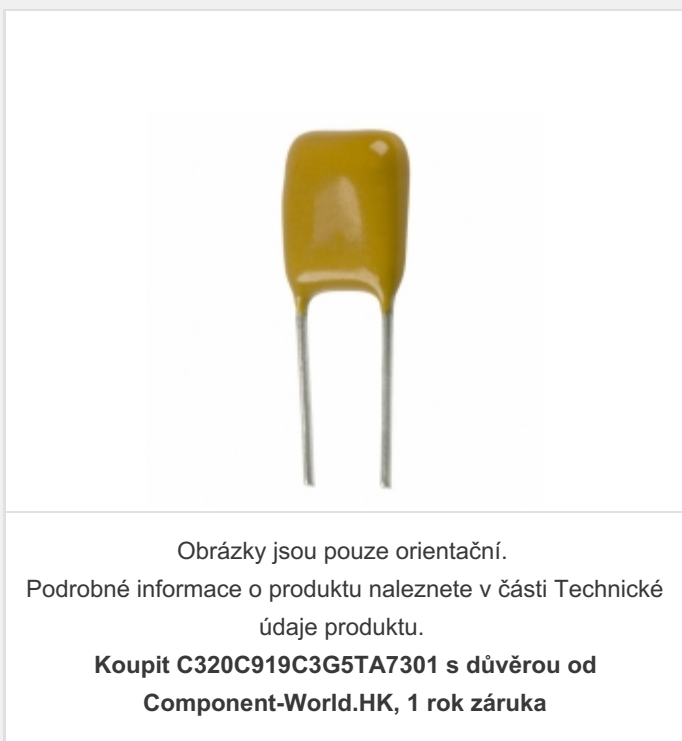 Obrázky jsou pouze orientační.
Podrobné informace o produktu naleznete v části Technické
údaje produktu.
Koupit C320C919C3G5TA7301 s důvěrou od
Component-World.HK, 1 rok záruka